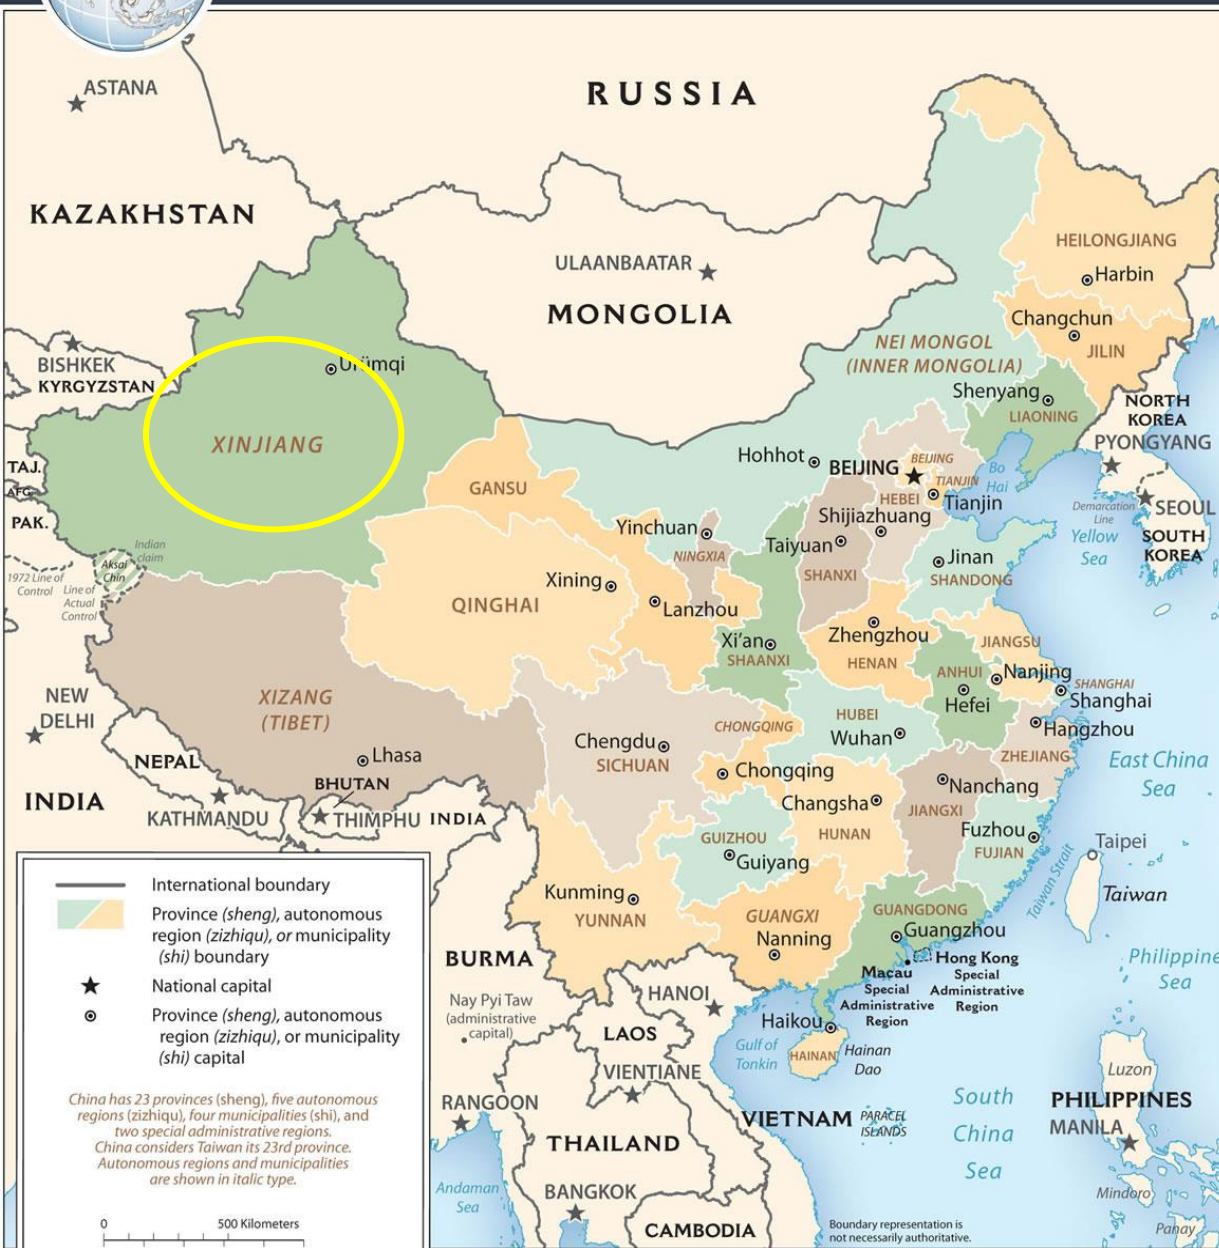 RUSSIA
ASTANA
KAZAKHSTAN
ULAANBAATAR
MONGOLIA
HEILONGJIANG
Harbin
Changchun
JILIN
NEI MONGOL
(INNER MONGOLIA)
Shenyang
LIAONING
BISHKEK
KYRGYZSTAN
Urümqi
XINJIANG
NORTH
KOREA
PYONGYANG
TAJ.
AFG.
PAK.
GANSU
Hohhot
BEIJING
BEIJING
TIANJIN
Tianjin
HEBEI
Bo
Hai
Demarcation
Line
SEOUL
SOUTH
KOREA
Yellow
Sea
Shijiazhuang
Yinchuan
NINGXIA
Taiyuan
SHANXI
Jinan
SHANDONG
Indian
claim
Aksai
Chin
1972 Line of
Control
Line of
Actual
Control
Xining
QINGHAI
Lanzhou
Xi'an
SHAANXI
Zhengzhou
HENAN
JIANGSU
ANHUI
Nanjing
Hefei
SHANGHAI
Shanghai
NEW
DELHI
XIZANG
(TIBET)
Lhasa
CHONGQING
HUBEI
Wuhan
Hangzhou
ZHEJIANG
East China
Sea
Chengdu
SICHUAN
Chongqing
NEPAL
BHUTAN
INDIA
KATHMANDU
THIMPHU
INDIA
Changsha
HUNAN
Nanchang
JIANGXI
Fuzhou
FUJIAN
Taipei
Taiwan Strait
Taiwan
GUIZHOU
Guiyang
Kunming
YUNNAN
GUANGXI
Nanning
GUANGDONG
Guangzhou
Macau
Special
Administrative
Region
Hong Kong
Special
Administrative
Region
Philippine
Sea
BURMA
Nay Pyi Taw
(administrative
capital)
HANOI
LAOS
VIENTIANE
Haikou
HAINAN
Hainan
Dao
Gulf of
Tonkin
RANGOON
THAILAND
BANGKOK
Andaman
Sea
CAMBODIA
VIETNAM
PARACEL
ISLANDS
South
China
Sea
Luzon
PHILIPPINES
MANILA
Mindoro
Panay
International boundary
Province (sheng), autonomous
region (zizhiqu), or municipality
(shi) boundary
National capital
Province (sheng), autonomous
region (zizhiqu), or municipality
(shi) capital
China has 23 provinces (sheng), five autonomous
regions (zizhiqu), four municipalities (shi), and
two special administrative regions.
China considers Taiwan its 23rd province.
Autonomous regions and municipalities
are shown in italic type.
0 500 Kilometers
Boundary representation is
not necessarily authoritative.